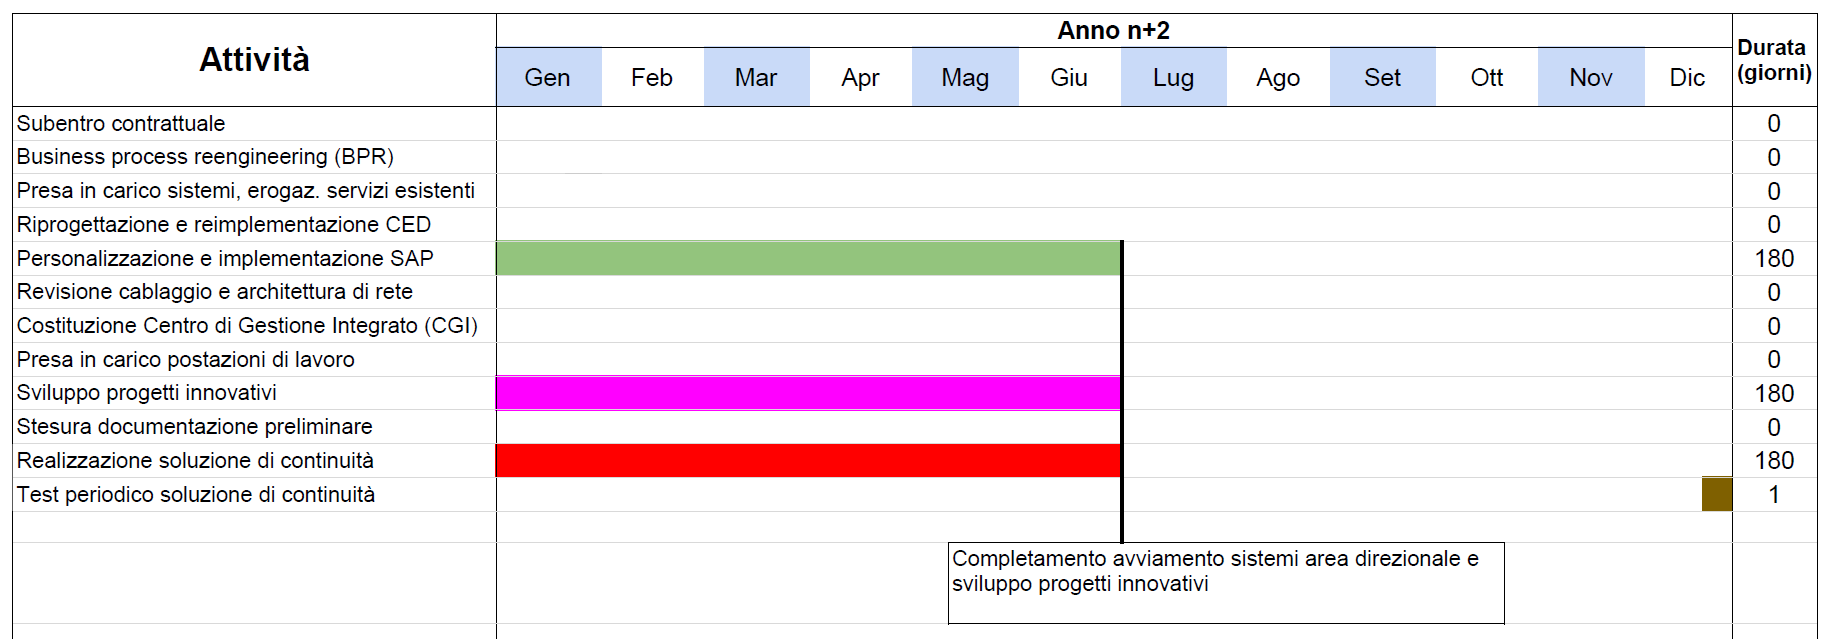 Attività
Anno n+2
Durata
(giorni)
Gen Feb Mar Apr Mag Giu Lug Ago Set Ott Nov Dic
Subentro contrattuale 0
Business process reengineering (BPR) 0
Presa in carico sistemi, erogaz. servizi esistenti 0
Riprogettazione e reimplementazione CED 0
Personalizzazione e implementazione SAP 180
Revisione cablaggio e architettura di rete 0
Costituzione Centro di Gestione Integrato (CGI) 0
Presa in carico postazioni di lavoro 0
Sviluppo progetti innovativi 180
Stesura documentazione preliminare 0
Realizzazione soluzione di continuità 180
Test periodico soluzione di continuità 1
Completamento avviamento sistemi area direzionale e
sviluppo progetti innovativi